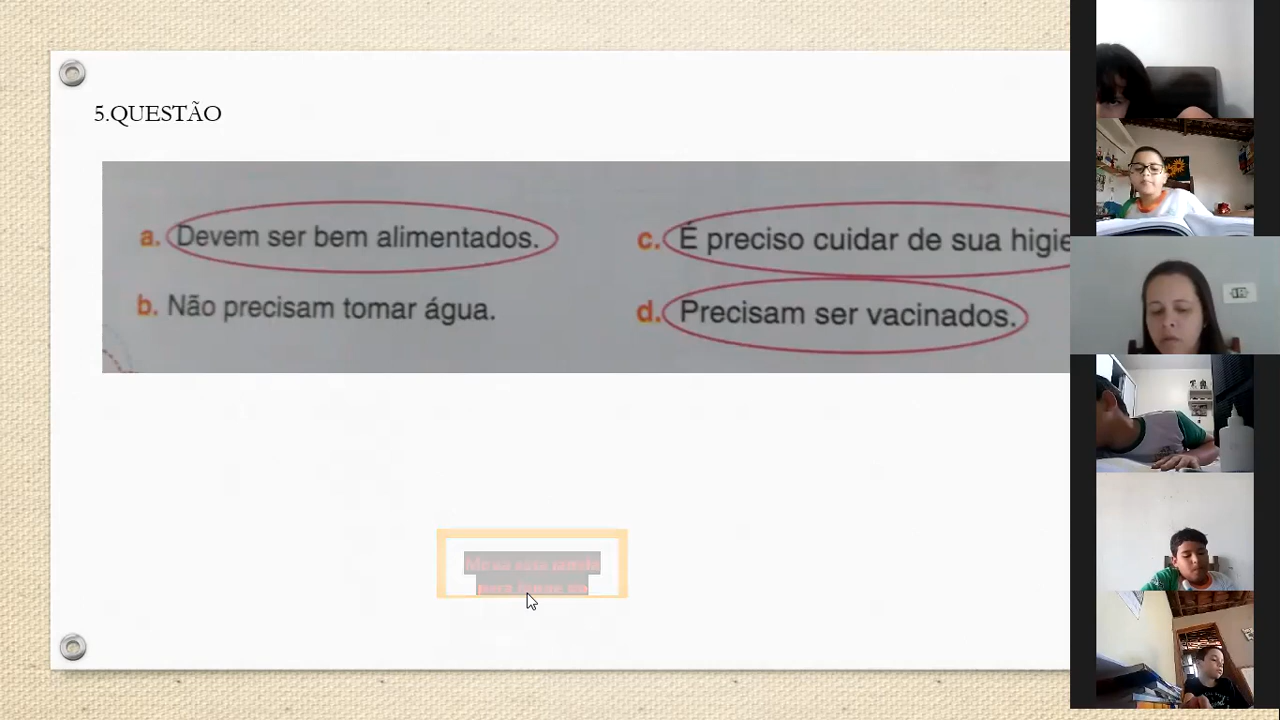 5.QUESTÃO
a. Devem ser bem alimentados.
b. Não precisam tomar água.
c. É preciso cuidar de sua higie
d. Precisam ser vacinados.